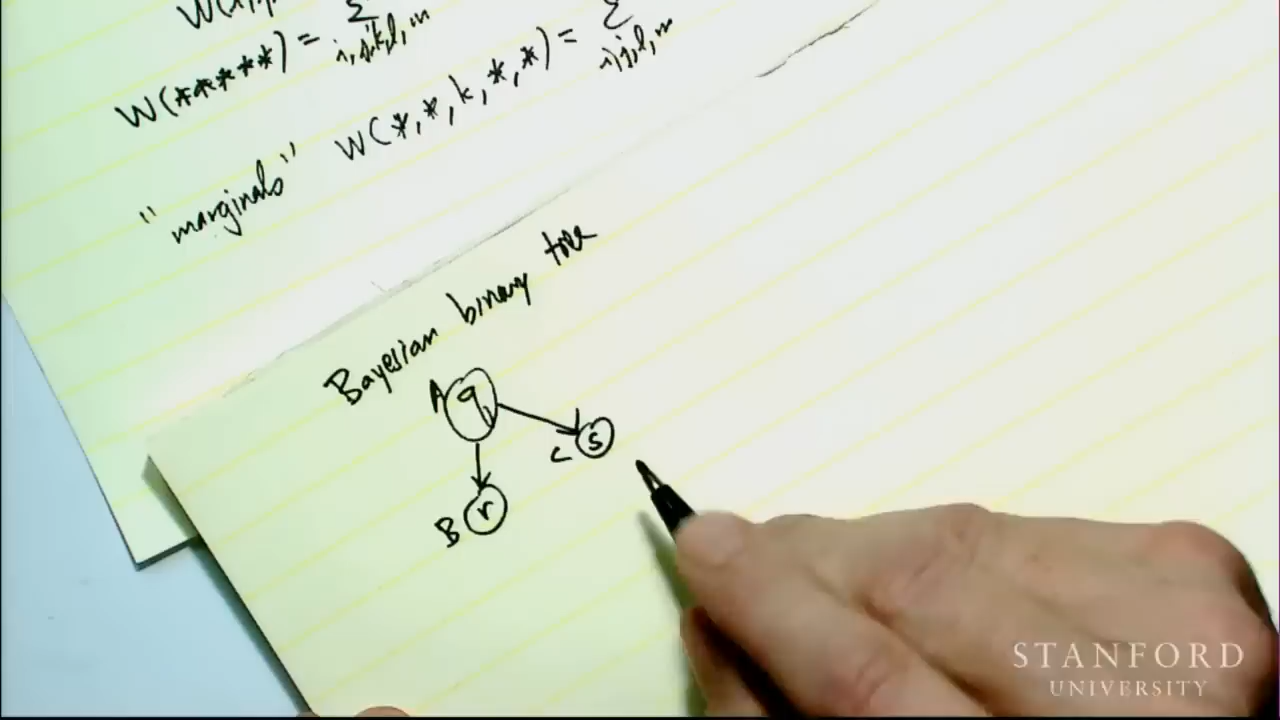 W(
W(*****) = Σ
i,j,k,l,m
"marginals" W(*,*,k,*,*) = Σ
i,j,l,m
Bayesian binary tree
A q
C s
B r
STANFORD
UNIVERSITY